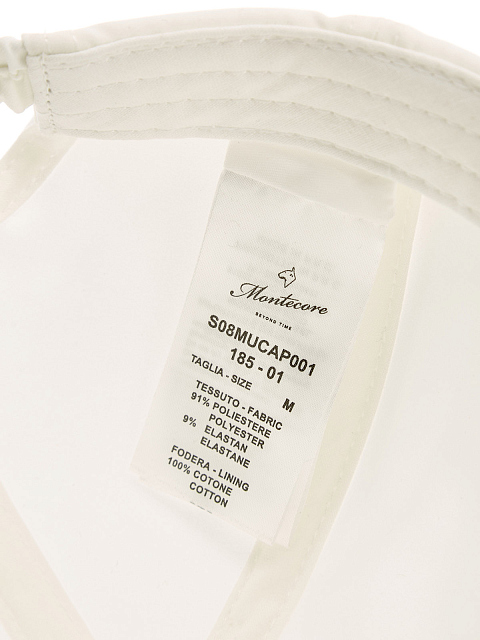 Montecore
BEYOND TIME
S08MUCAP001
185 - 01
TAGLIA - SIZE M
TESSUTO - FABRIC
91% POLIESTERE
POLYESTER
9% ELASTAN
ELASTANE
FODERA - LINING
100% COTONE
COTTON